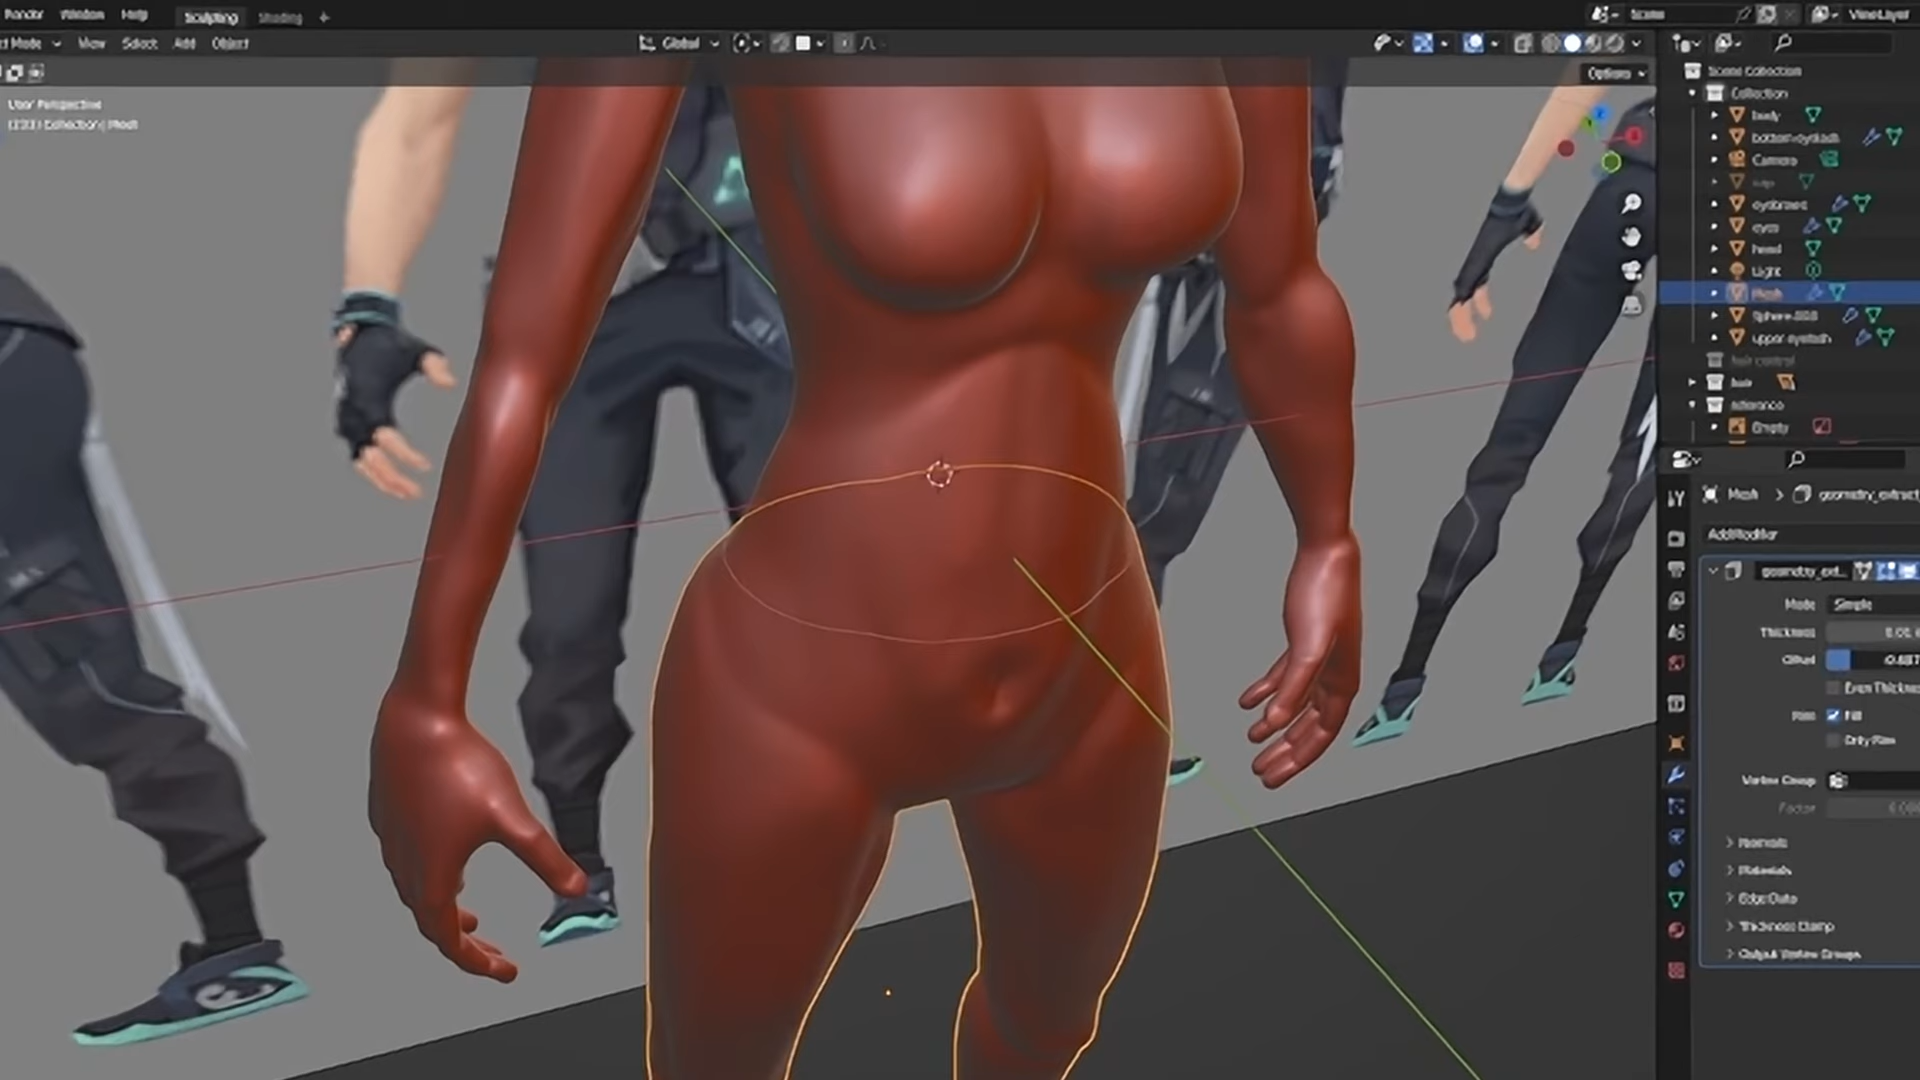 Render Window Help Sculpting Shading +
Scene
ViewLayer
Mode View Select Add Object
Global
Options
User Perspective
Collection | Mesh
Scene Collection
Collection
body
bottom eyelash
Camera
eyebrows
eyes
head
Light
Mesh
Sphere.003
upper eyelash
hair control
hair
reference
Empty
Mesh > geometry_extract
Add Modifier
geometry_ext...
Mode Simple
Thickness
Offset
Even Thickness
Rim Fill
Only Rim
Vertex Group
Factor
Normals
Materials
Edge Data
Thickness Clamp
Output Vertex Groups